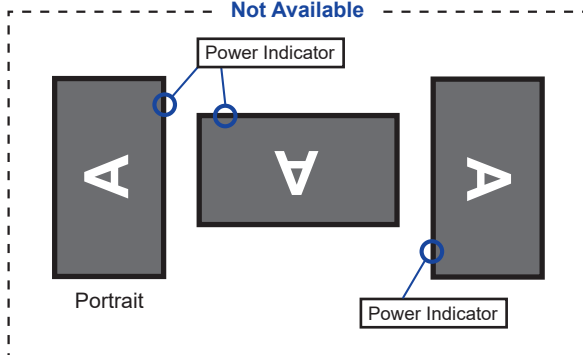 Not Available
Power Indicator
A
A
A
Portrait
Power Indicator